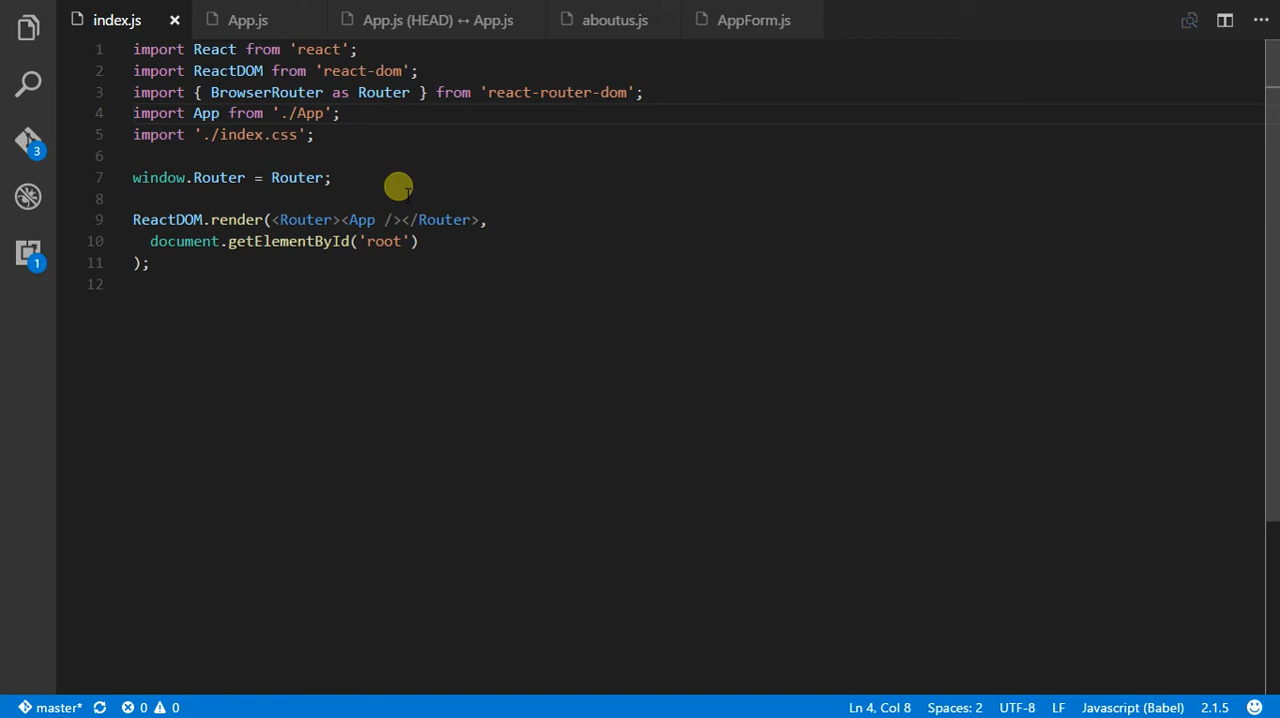 index.js
App.js
App.js (HEAD) ↔ App.js
aboutus.js
AppForm.js
1 import React from 'react';
2 import ReactDOM from 'react-dom';
3 import { BrowserRouter as Router } from 'react-router-dom';
4 import App from './App';
5 import './index.css';
6
7 window.Router = Router;
8
9 ReactDOM.render(<Router><App /></Router>,
10   document.getElementById('root')
11 );
12
3
1
master* 0 0 Ln 4, Col 8 Spaces: 2 UTF-8 LF Javascript (Babel) 2.1.5